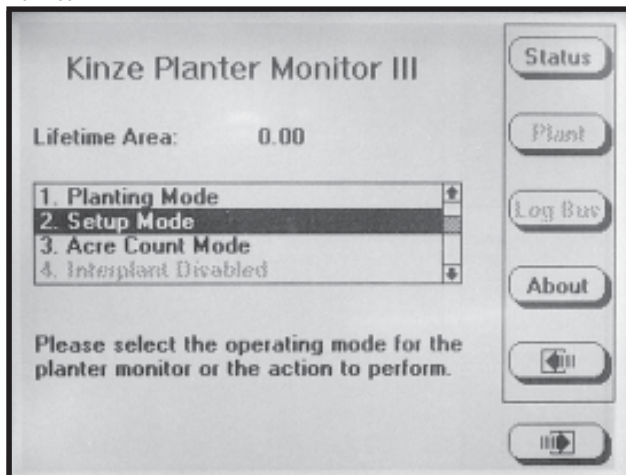 Kinze Planter Monitor III
Lifetime Area: 0.00
1. Planting Mode
2. Setup Mode
3. Acre Count Mode
4. Interplant Disabled
Please select the operating mode for the
planter monitor or the action to perform.
Status
Plant
Log Bus
About